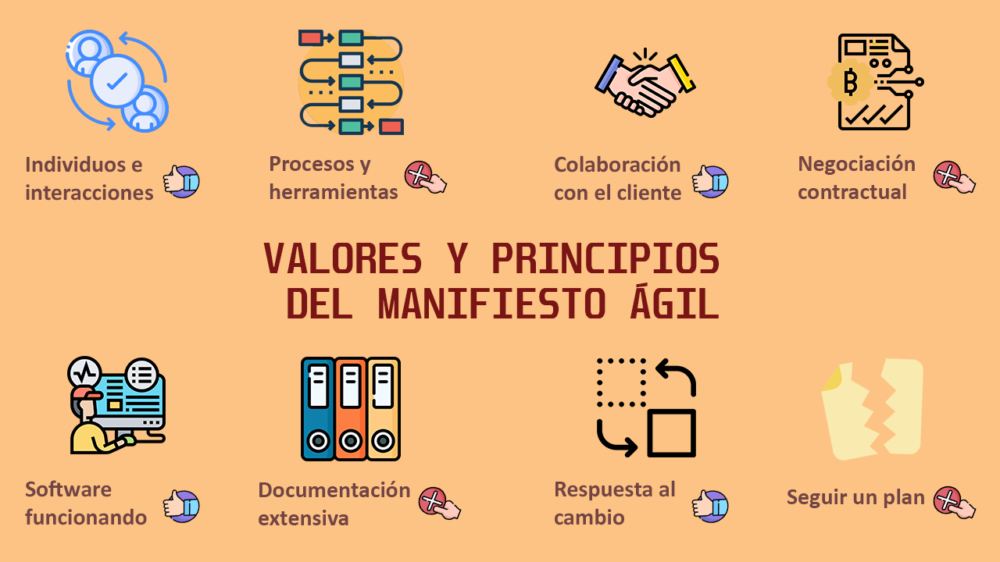 Individuos e
interacciones
Procesos y
herramientas
Colaboración
con el cliente
Negociación
contractual
VALORES Y PRINCIPIOS
DEL MANIFIESTO ÁGIL
Software
funcionando
Documentación
extensiva
Respuesta al
cambio
Seguir un plan